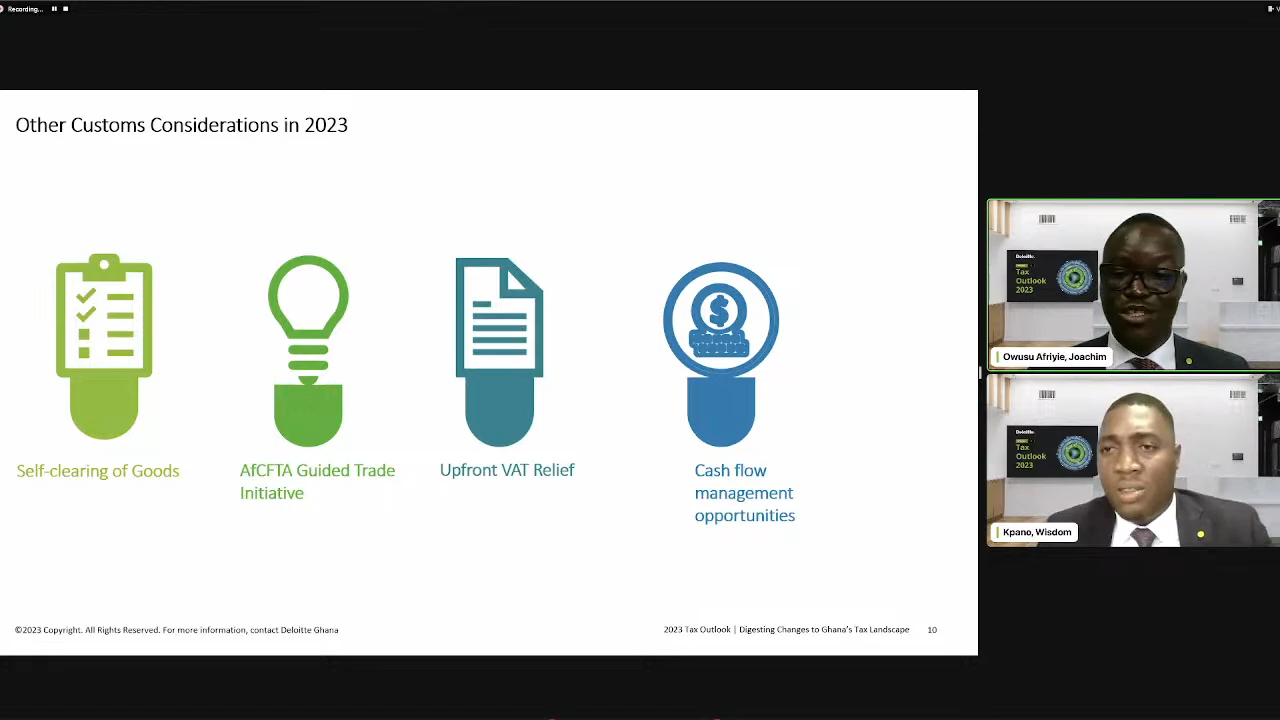 Recording...
Other Customs Considerations in 2023
Self-clearing of Goods
AfCFTA Guided Trade
Initiative
Upfront VAT Relief
Cash flow
management
opportunities
$
©2023 Copyright. All Rights Reserved. For more information, contact Deloitte Ghana
2023 Tax Outlook | Digesting Changes to Ghana's Tax Landscape 10
Deloitte.
Tax
Outlook
2023
Owusu Afriyie, Joachim
Deloitte.
Tax
Outlook
2023
Kpano, Wisdom